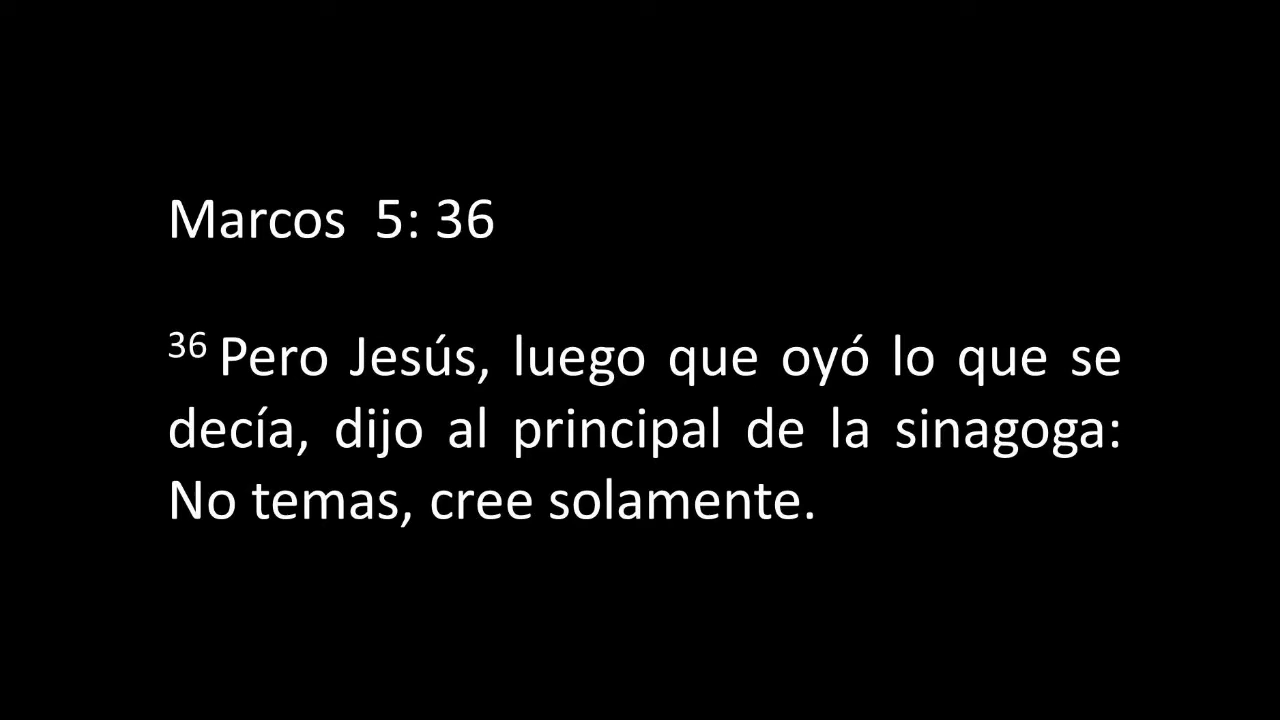 Marcos  5: 36
36 Pero Jesús, luego que oyó lo que se
decía, dijo al principal de la sinagoga:
No temas, cree solamente.